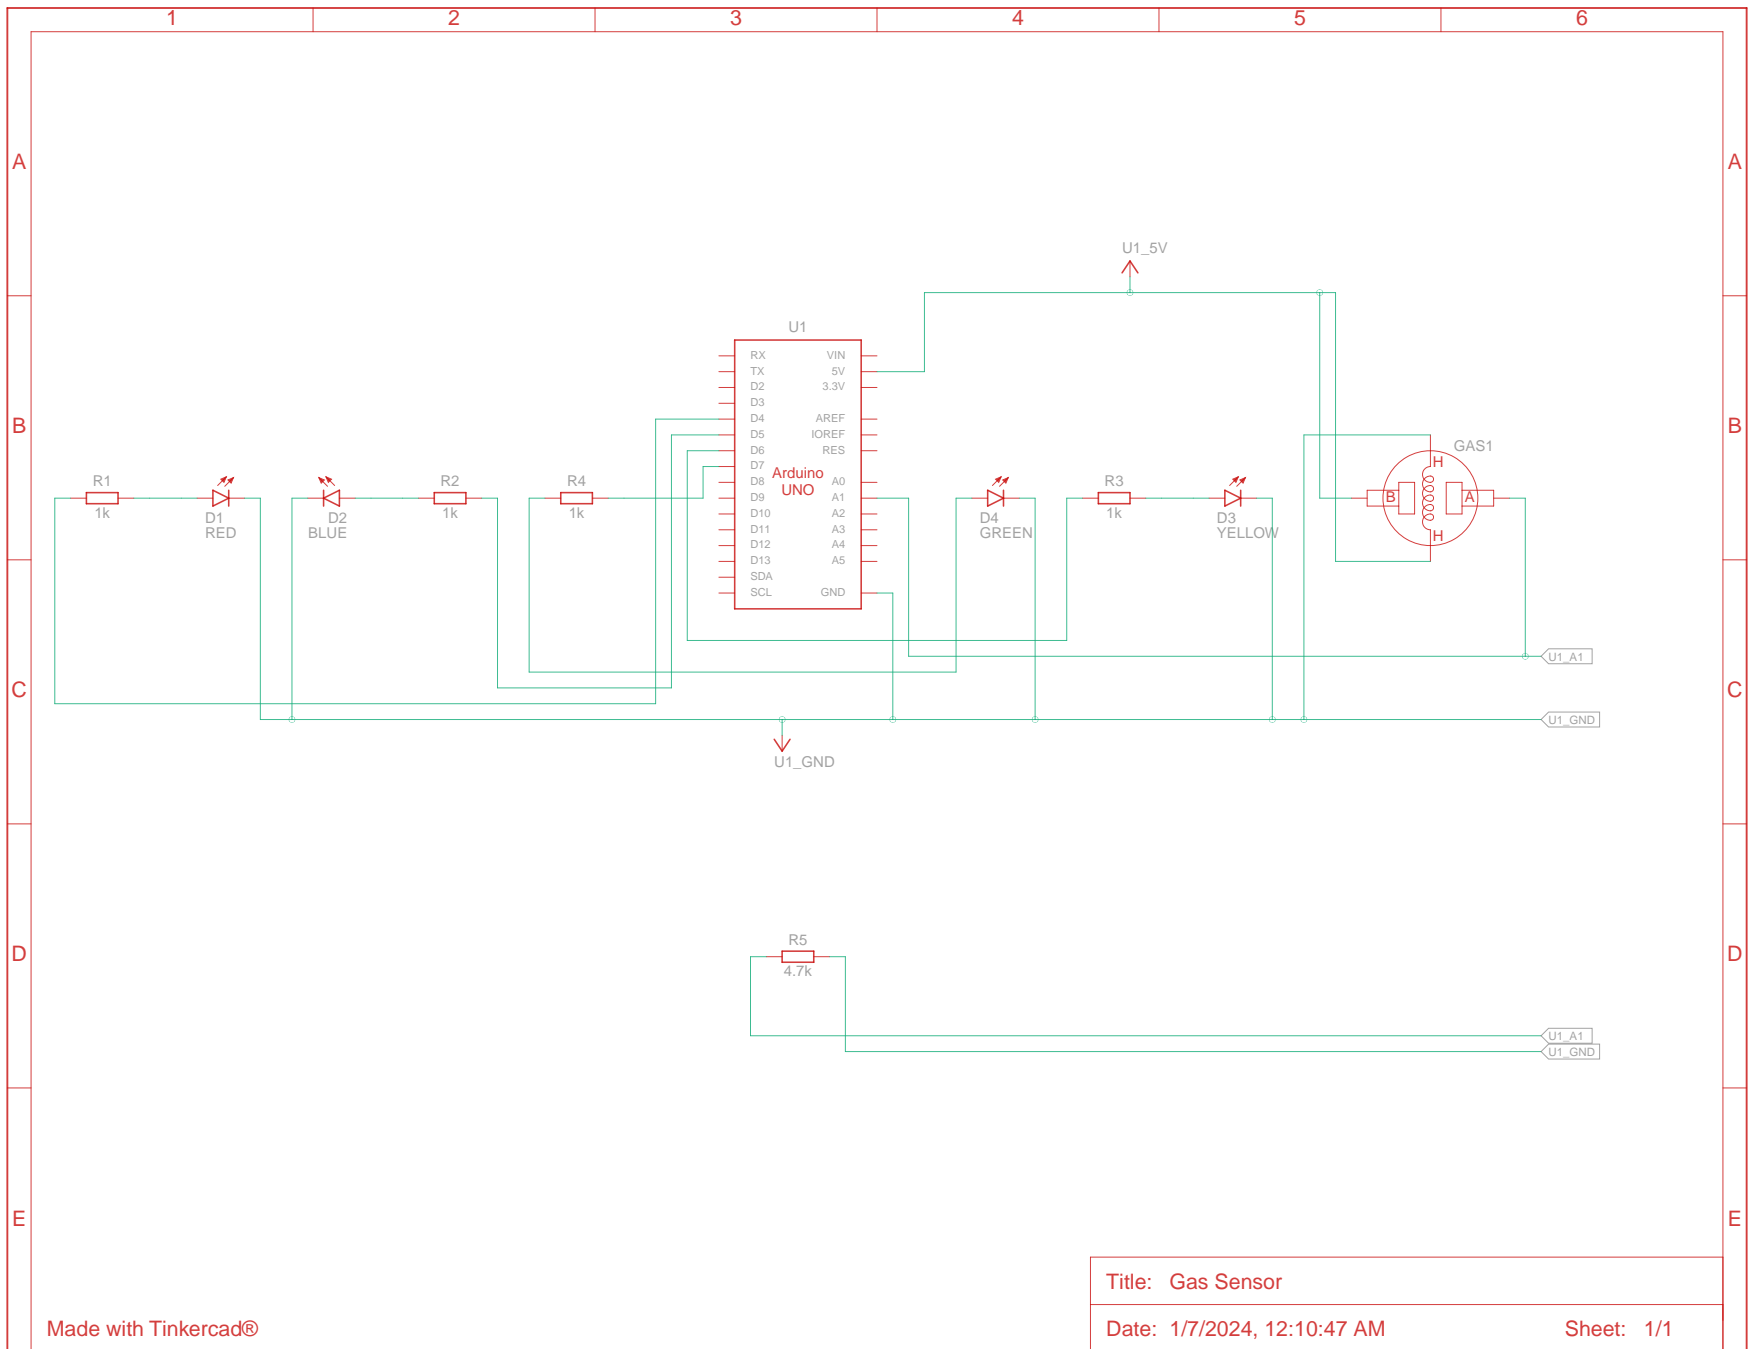 1 2 3 4 5 6
A A
U1_5V
U1
RX VIN
TX 5V
D2 3.3V
D3
D4 AREF
B B
D5 IOREF
GAS1
D6 RES
H
D7
Arduino
R1 R2 R4 R3
D8 A0
UNO
D9 A1
B A
1k 1k 1k 1k
D10 A2
D1 D2 D4 D3
RED BLUE GREEN YELLOW
D11 A3
H
D12 A4
D13 A5
SDA
SCL GND
U1_A1
C C
U1_GND
U1_GND
R5
D D
4.7k
U1_A1
U1_GND
E E
Title: Gas Sensor
Made with Tinkercad®
Date: 1/7/2024, 12:10:47 AM Sheet: 1/1